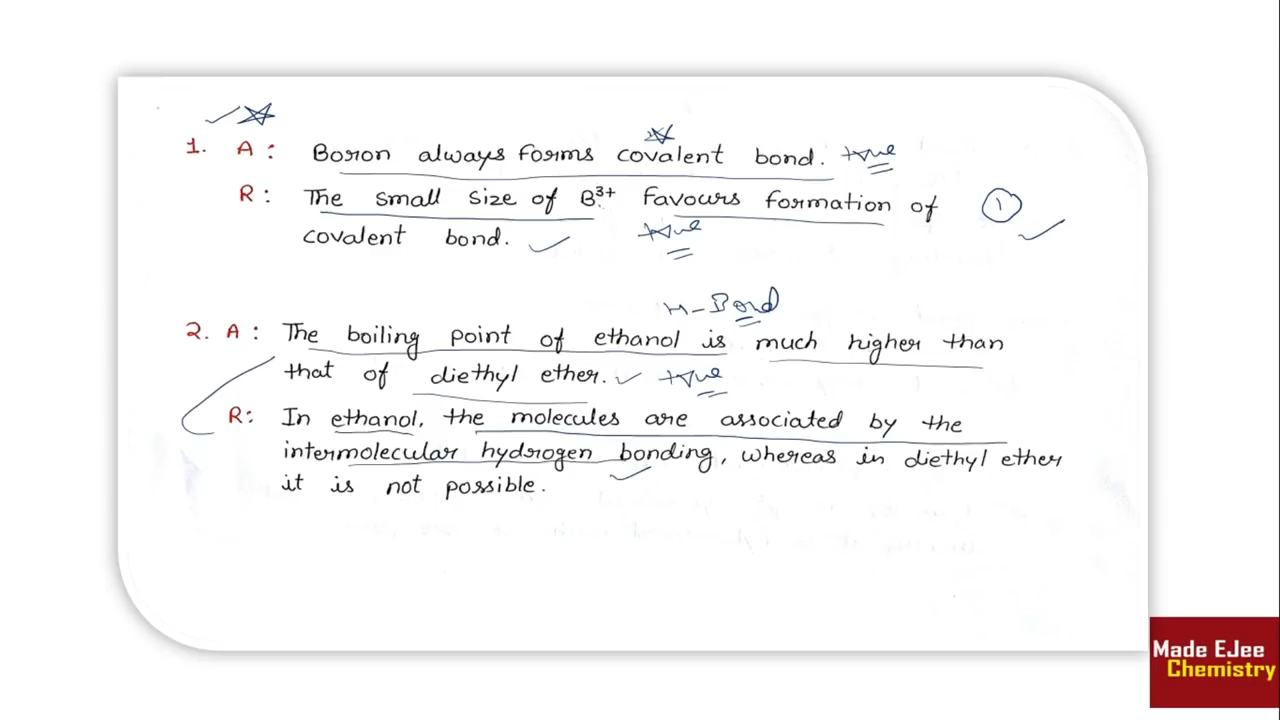 1. A: Boron always forms covalent bond. true
R: The small size of B³⁺ favours formation of ①
covalent bond. true
H-Bond
2. A: The boiling point of ethanol is much higher than
that of diethyl ether. true
R: In ethanol, the molecules are associated by the
intermolecular hydrogen bonding, whereas in diethyl ether
it is not possible.
Made EJee
Chemistry